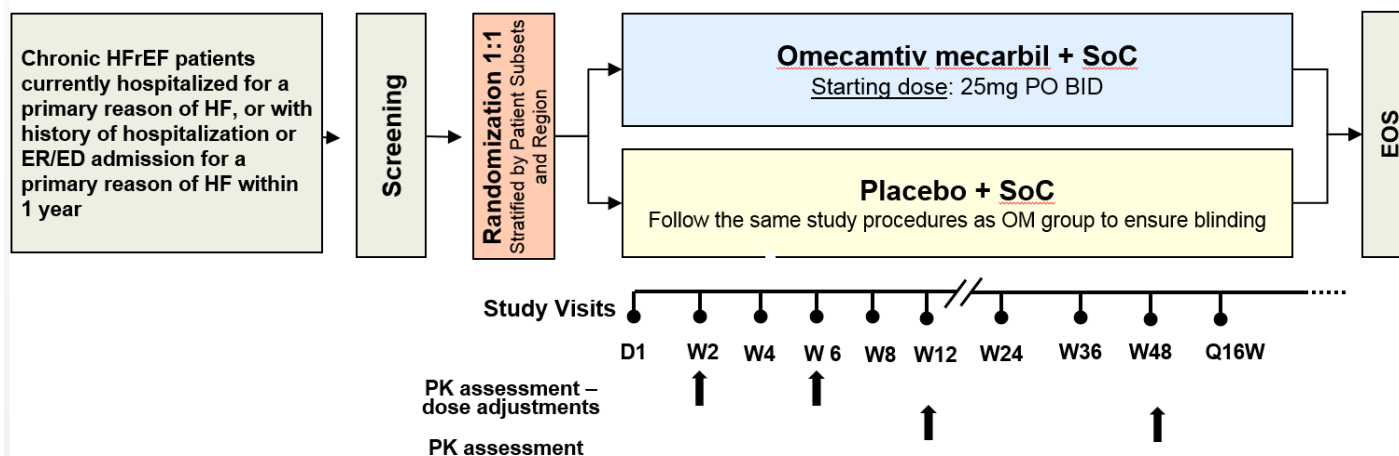 Chronic HFrEF patients
currently hospitalized for a
primary reason of HF, or with
history of hospitalization or
ER/ED admission for a
primary reason of HF within
1 year
Screening
Randomization 1:1
Stratified by Patient Subsets
and Region
Omecamtiv mecarbil + SoC
Starting dose: 25mg PO BID
Placebo + SoC
Follow the same study procedures as OM group to ensure blinding
EOS
Study Visits
D1 W2 W4 W 6 W8 W12 W24 W36 W48 Q16W
PK assessment –
dose adjustments
PK assessment